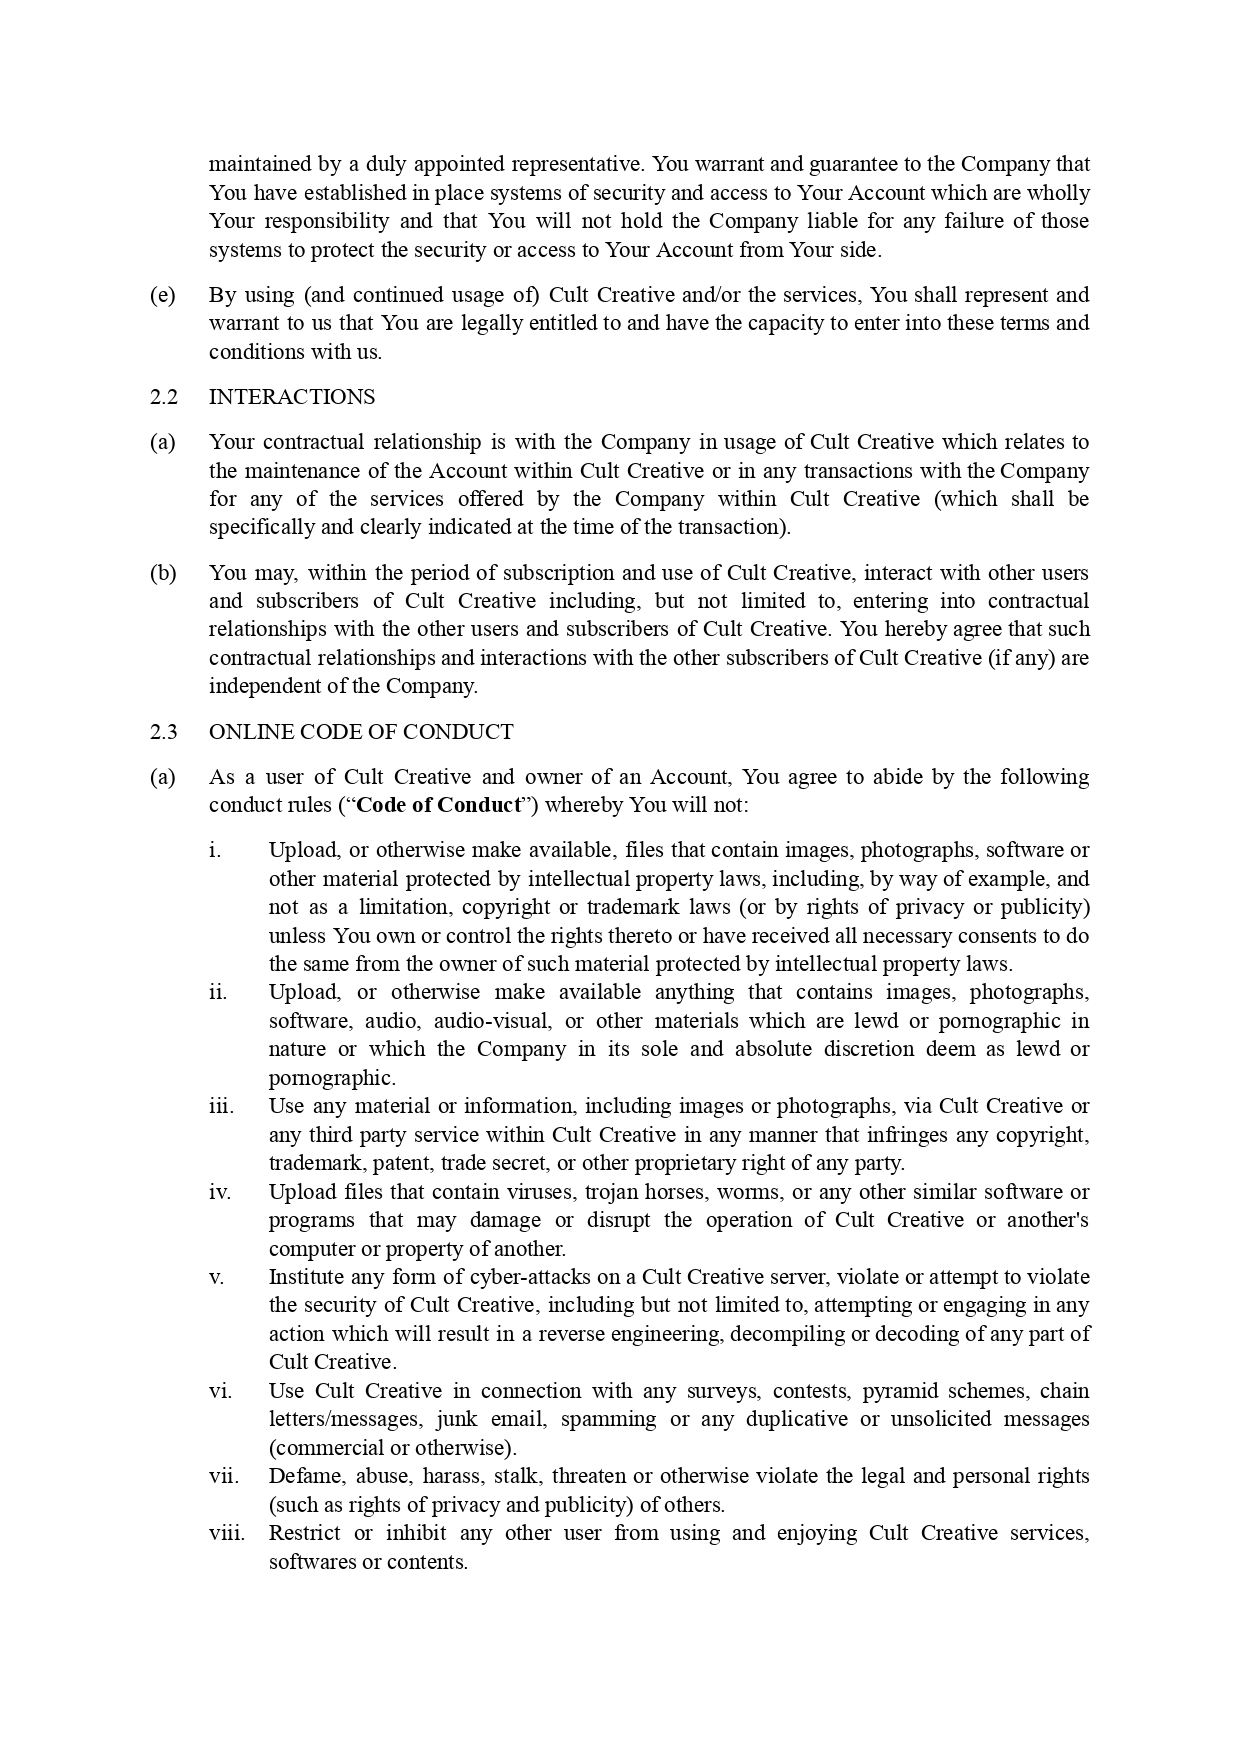 maintained by a duly appointed representative. You warrant and guarantee to the Company that
You have established in place systems of security and access to Your Account which are wholly
Your responsibility and that You will not hold the Company liable for any failure of those
systems to protect the security or access to Your Account from Your side.
(e) By using (and continued usage of) Cult Creative and/or the services, You shall represent and
warrant to us that You are legally entitled to and have the capacity to enter into these terms and
conditions with us.
2.2 INTERACTIONS
(a) Your contractual relationship is with the Company in usage of Cult Creative which relates to
the maintenance of the Account within Cult Creative or in any transactions with the Company
for any of the services offered by the Company within Cult Creative (which shall be
specifically and clearly indicated at the time of the transaction).
(b) You may, within the period of subscription and use of Cult Creative, interact with other users
and subscribers of Cult Creative including, but not limited to, entering into contractual
relationships with the other users and subscribers of Cult Creative. You hereby agree that such
contractual relationships and interactions with the other subscribers of Cult Creative (if any) are
independent of the Company.
2.3 ONLINE CODE OF CONDUCT
(a) As a user of Cult Creative and owner of an Account, You agree to abide by the following
conduct rules (“Code of Conduct”) whereby You will not:
i. Upload, or otherwise make available, files that contain images, photographs, software or
other material protected by intellectual property laws, including, by way of example, and
not as a limitation, copyright or trademark laws (or by rights of privacy or publicity)
unless You own or control the rights thereto or have received all necessary consents to do
the same from the owner of such material protected by intellectual property laws.
ii. Upload, or otherwise make available anything that contains images, photographs,
software, audio, audio-visual, or other materials which are lewd or pornographic in
nature or which the Company in its sole and absolute discretion deem as lewd or
pornographic.
iii. Use any material or information, including images or photographs, via Cult Creative or
any third party service within Cult Creative in any manner that infringes any copyright,
trademark, patent, trade secret, or other proprietary right of any party.
iv. Upload files that contain viruses, trojan horses, worms, or any other similar software or
programs that may damage or disrupt the operation of Cult Creative or another's
computer or property of another.
v. Institute any form of cyber-attacks on a Cult Creative server, violate or attempt to violate
the security of Cult Creative, including but not limited to, attempting or engaging in any
action which will result in a reverse engineering, decompiling or decoding of any part of
Cult Creative.
vi. Use Cult Creative in connection with any surveys, contests, pyramid schemes, chain
letters/messages, junk email, spamming or any duplicative or unsolicited messages
(commercial or otherwise).
vii. Defame, abuse, harass, stalk, threaten or otherwise violate the legal and personal rights
(such as rights of privacy and publicity) of others.
viii. Restrict or inhibit any other user from using and enjoying Cult Creative services,
softwares or contents.